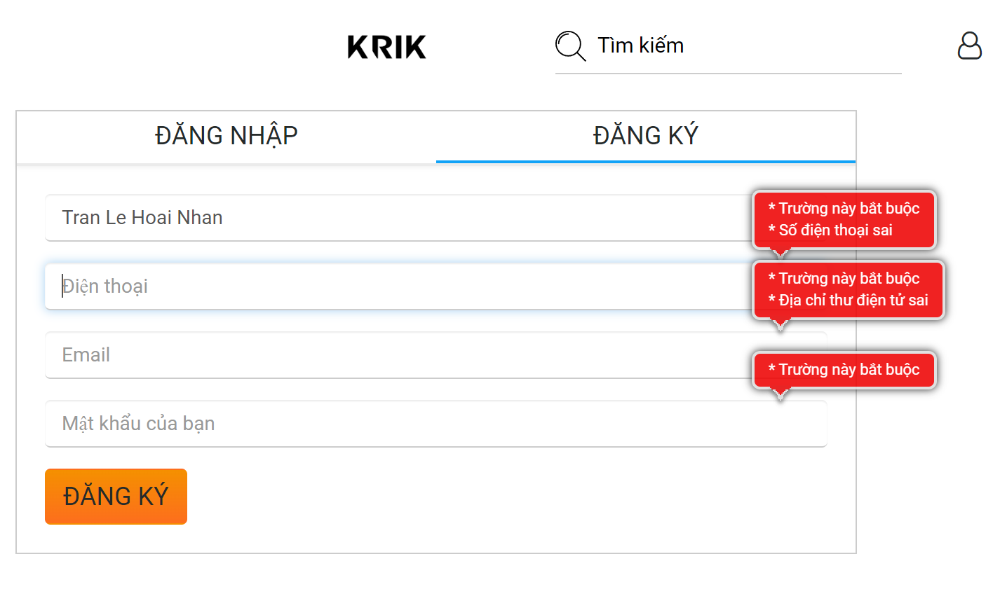 KRIK
Tìm kiếm
ĐĂNG NHẬP
ĐĂNG KÝ
Tran Le Hoai Nhan
* Trường này bắt buộc
* Số điện thoại sai
Điện thoại
* Trường này bắt buộc
* Địa chỉ thư điện tử sai
Email
* Trường này bắt buộc
Mật khẩu của bạn
ĐĂNG KÝ